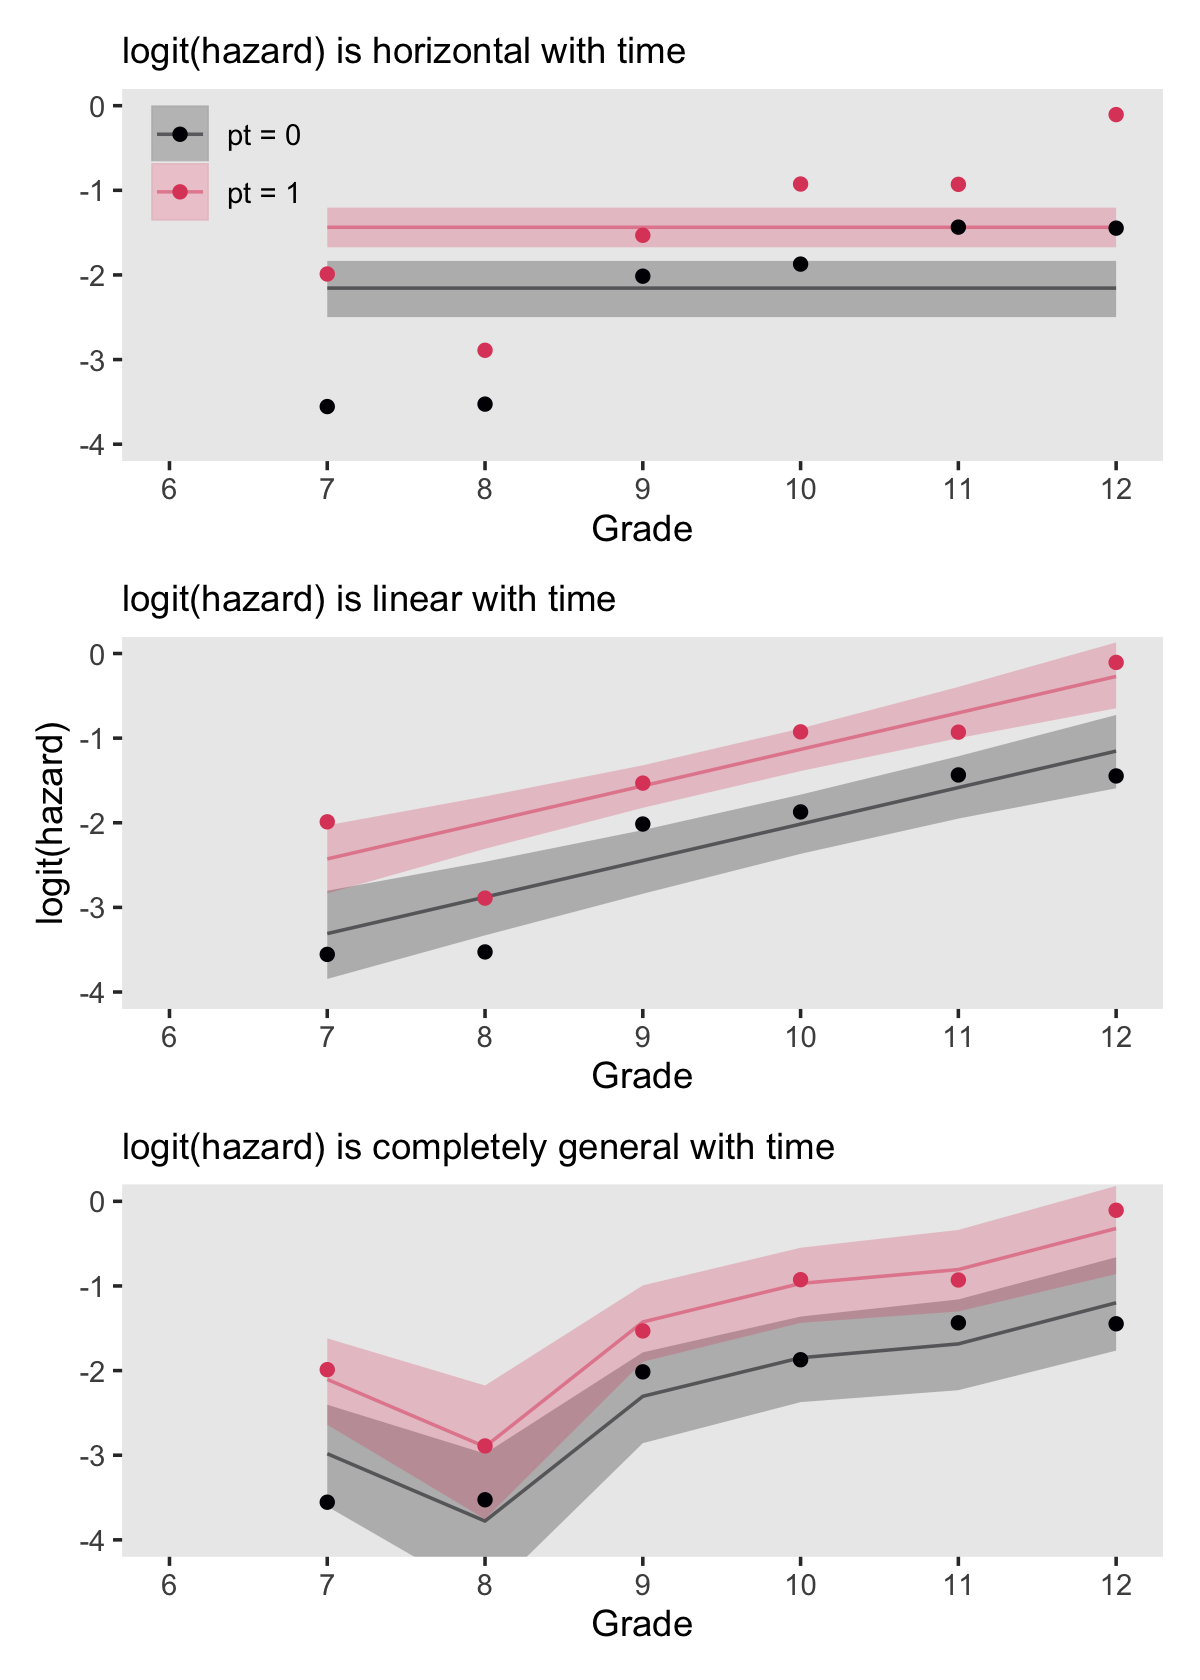 logit(hazard) is horizontal with time
0
-1
-2
-3
-4
pt = 0
pt = 1
6 7 8 9 10 11 12
Grade
logit(hazard) is linear with time
logit(hazard)
0
-1
-2
-3
-4
6 7 8 9 10 11 12
Grade
logit(hazard) is completely general with time
0
-1
-2
-3
-4
6 7 8 9 10 11 12
Grade